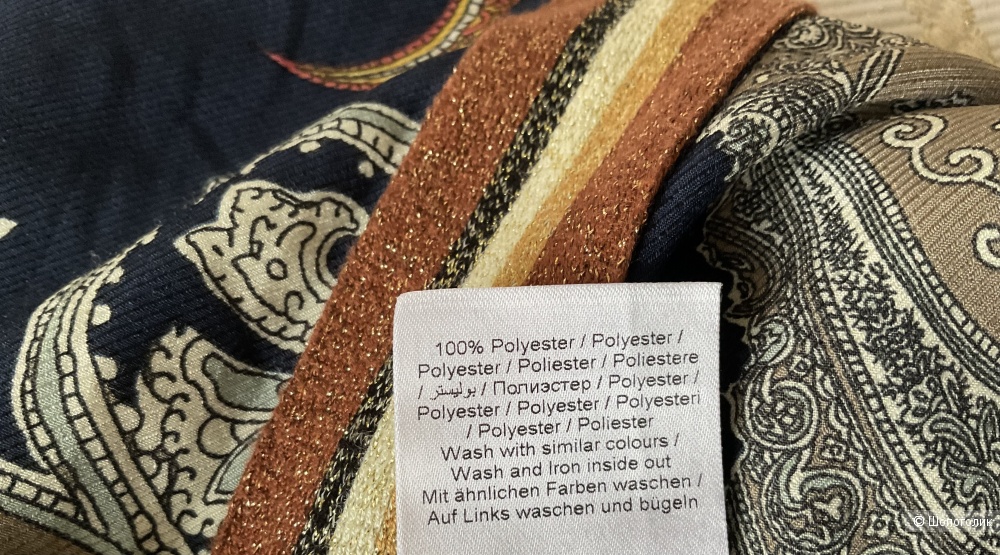 100% Polyester / Polyester /
Polyester / Poliester / Poliestere
/ بوليستر / Полиэстер / Polyester /
Polyester / Polyester / Polyesteri
/ Polyester / Poliester
Wash with similar colours /
Wash and Iron inside out
Mit ähnlichen Farben waschen /
Auf Links waschen und bügeln
© Шопоголик